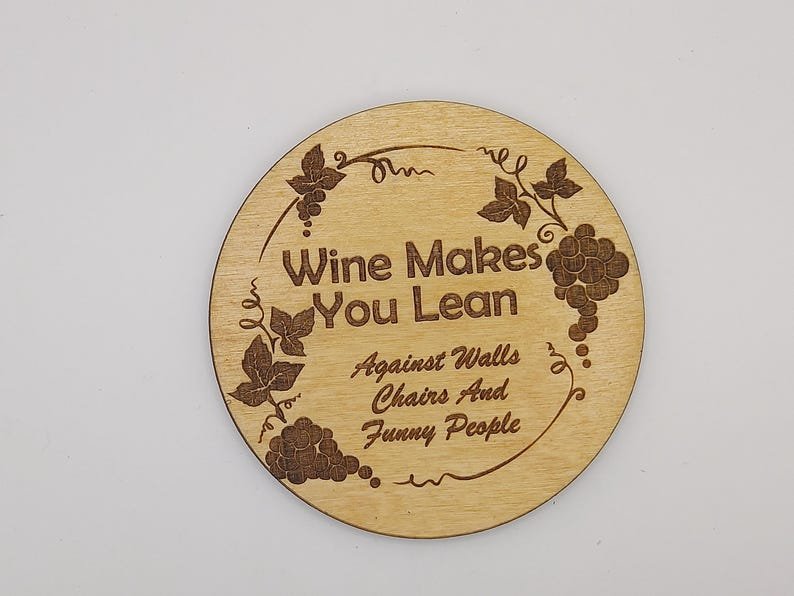 Wine Makes
You Lean
Against Walls
Chairs And
Funny People